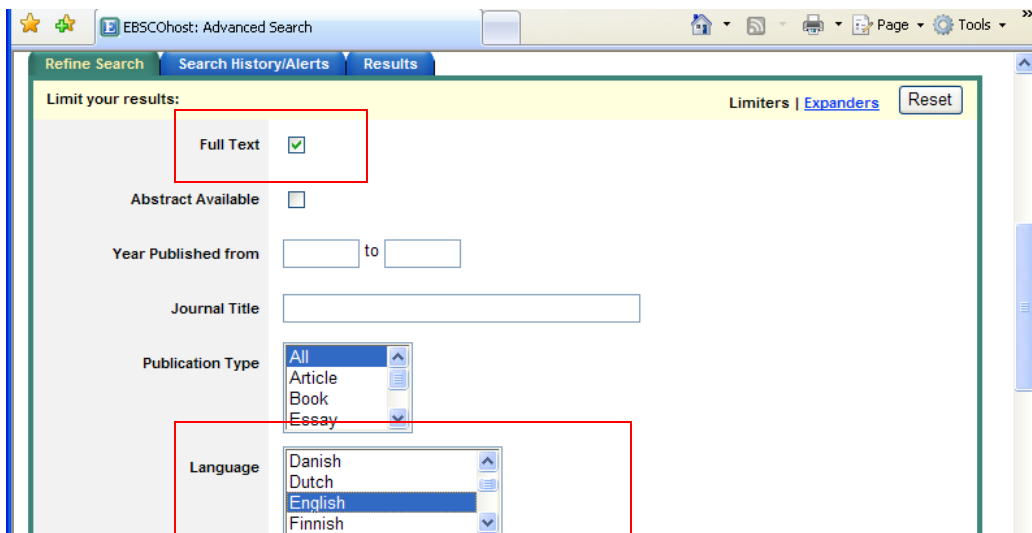 EBSCOhost: Advanced Search
Page Tools »
Refine Search Search History/Alerts Results
Limit your results: Limiters | Expanders Reset
Full Text
Abstract Available
Year Published from to
Journal Title
Publication Type
All
Article
Book
Essay
Language
Danish
Dutch
English
Finnish